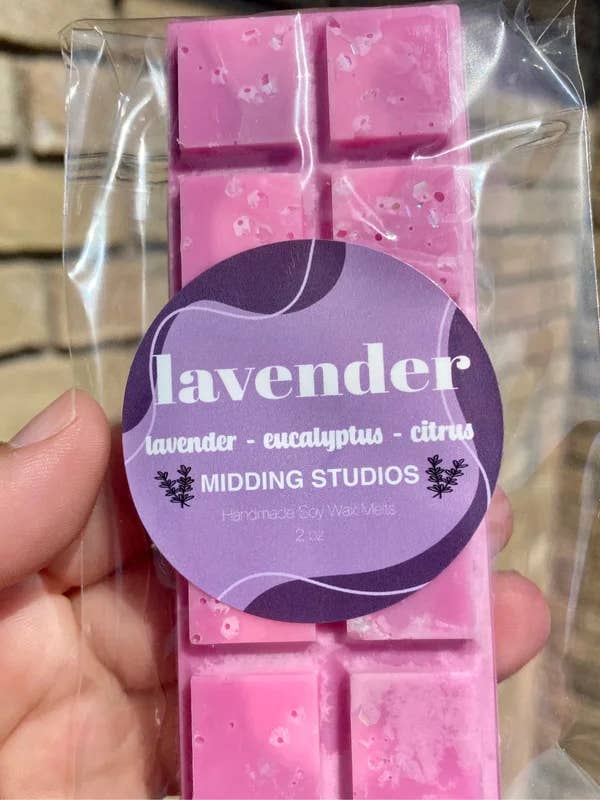 lavender
lavender - eucalyptus - citrus
MIDDING STUDIOS
Handmade Soy Wax Melts
2 oz